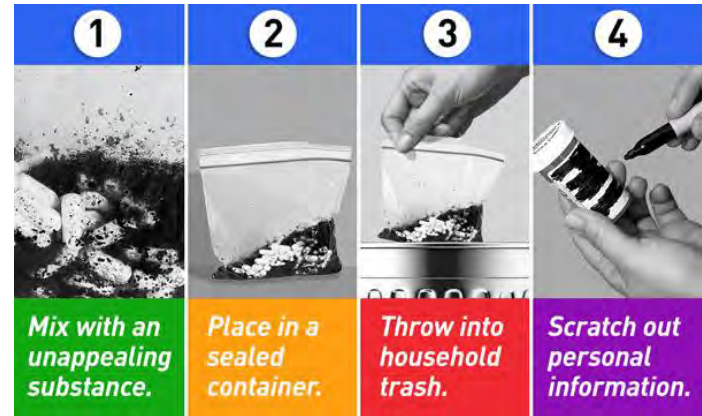 1
2
3
4
Mix with an
unappealing
substance.
Place in a
sealed
container.
Throw into
household
trash.
Scratch out
personal
information.